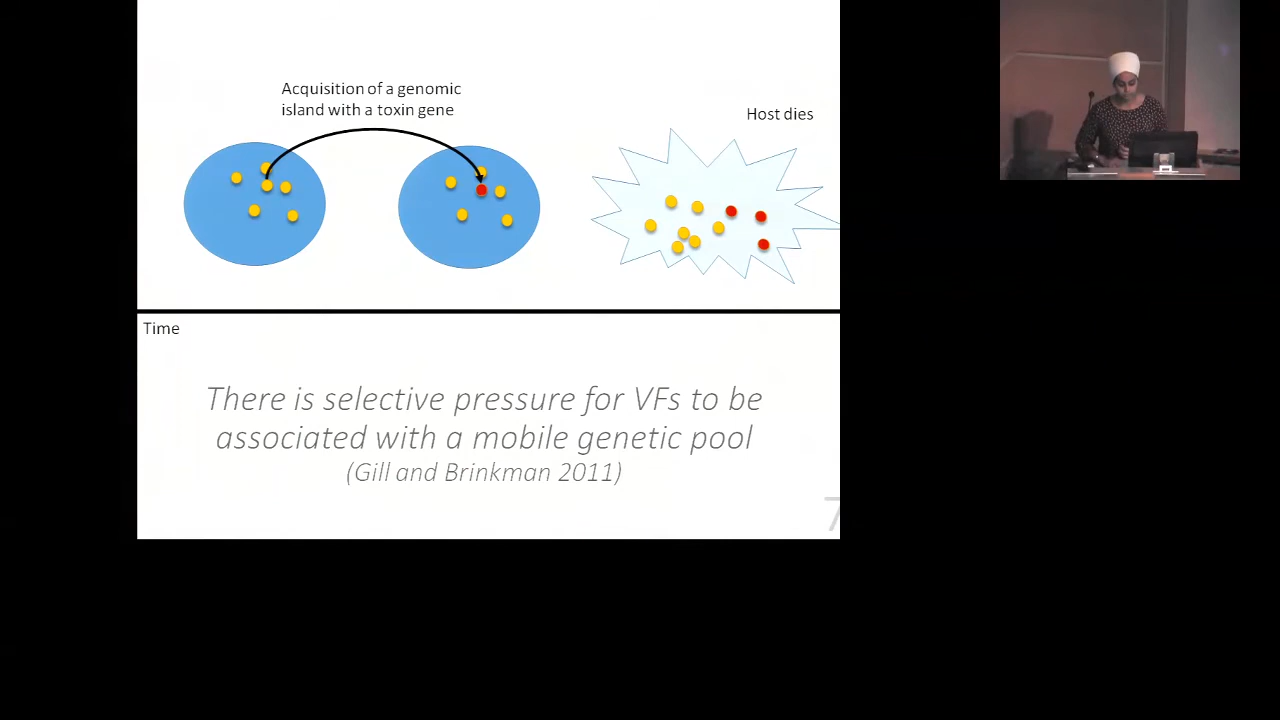 Acquisition of a genomic
island with a toxin gene
Host dies
Time
There is selective pressure for VFs to be
associated with a mobile genetic pool
(Gill and Brinkman 2011)
7